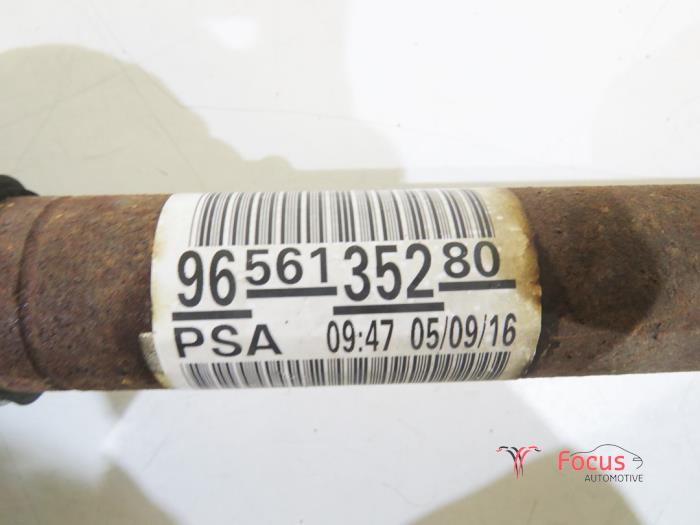 96 561 352 80
PSA 09:47 05/09/16
Focus
AUTOMOTIVE